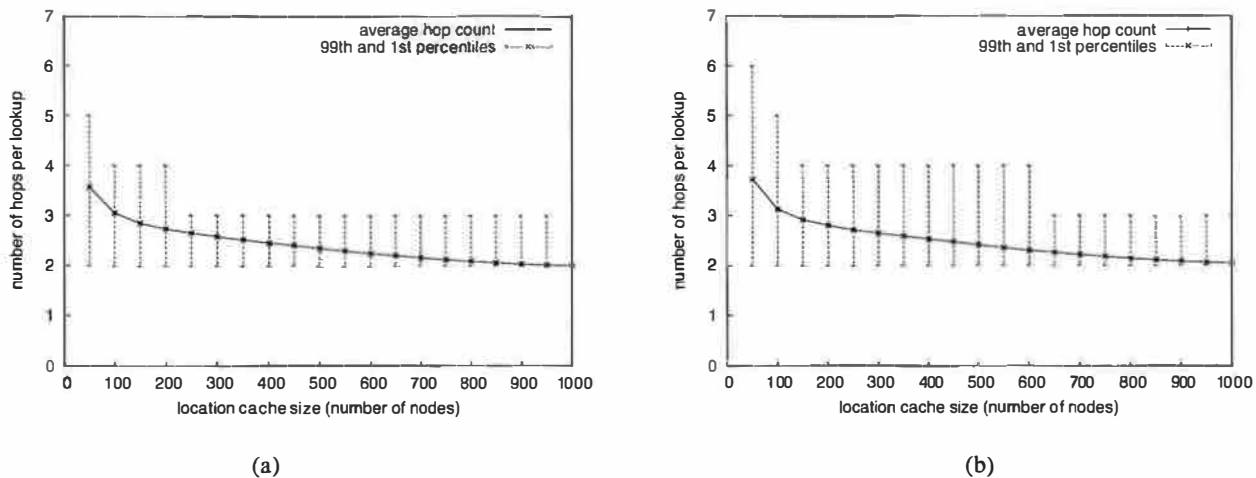 7
6
5
4
3
2
1
0
number of hops per lookup
average hop count
99th and 1st percentiles
0 100 200 300 400 500 600 700 800 900 1000
location cache size (number of nodes)
(a)
7
6
5
4
3
2
1
0
number of hops per lookup
average hop count
99th and 1st percentiles
0 100 200 300 400 500 600 700 800 900 1000
location cache size (number of nodes)
(b)